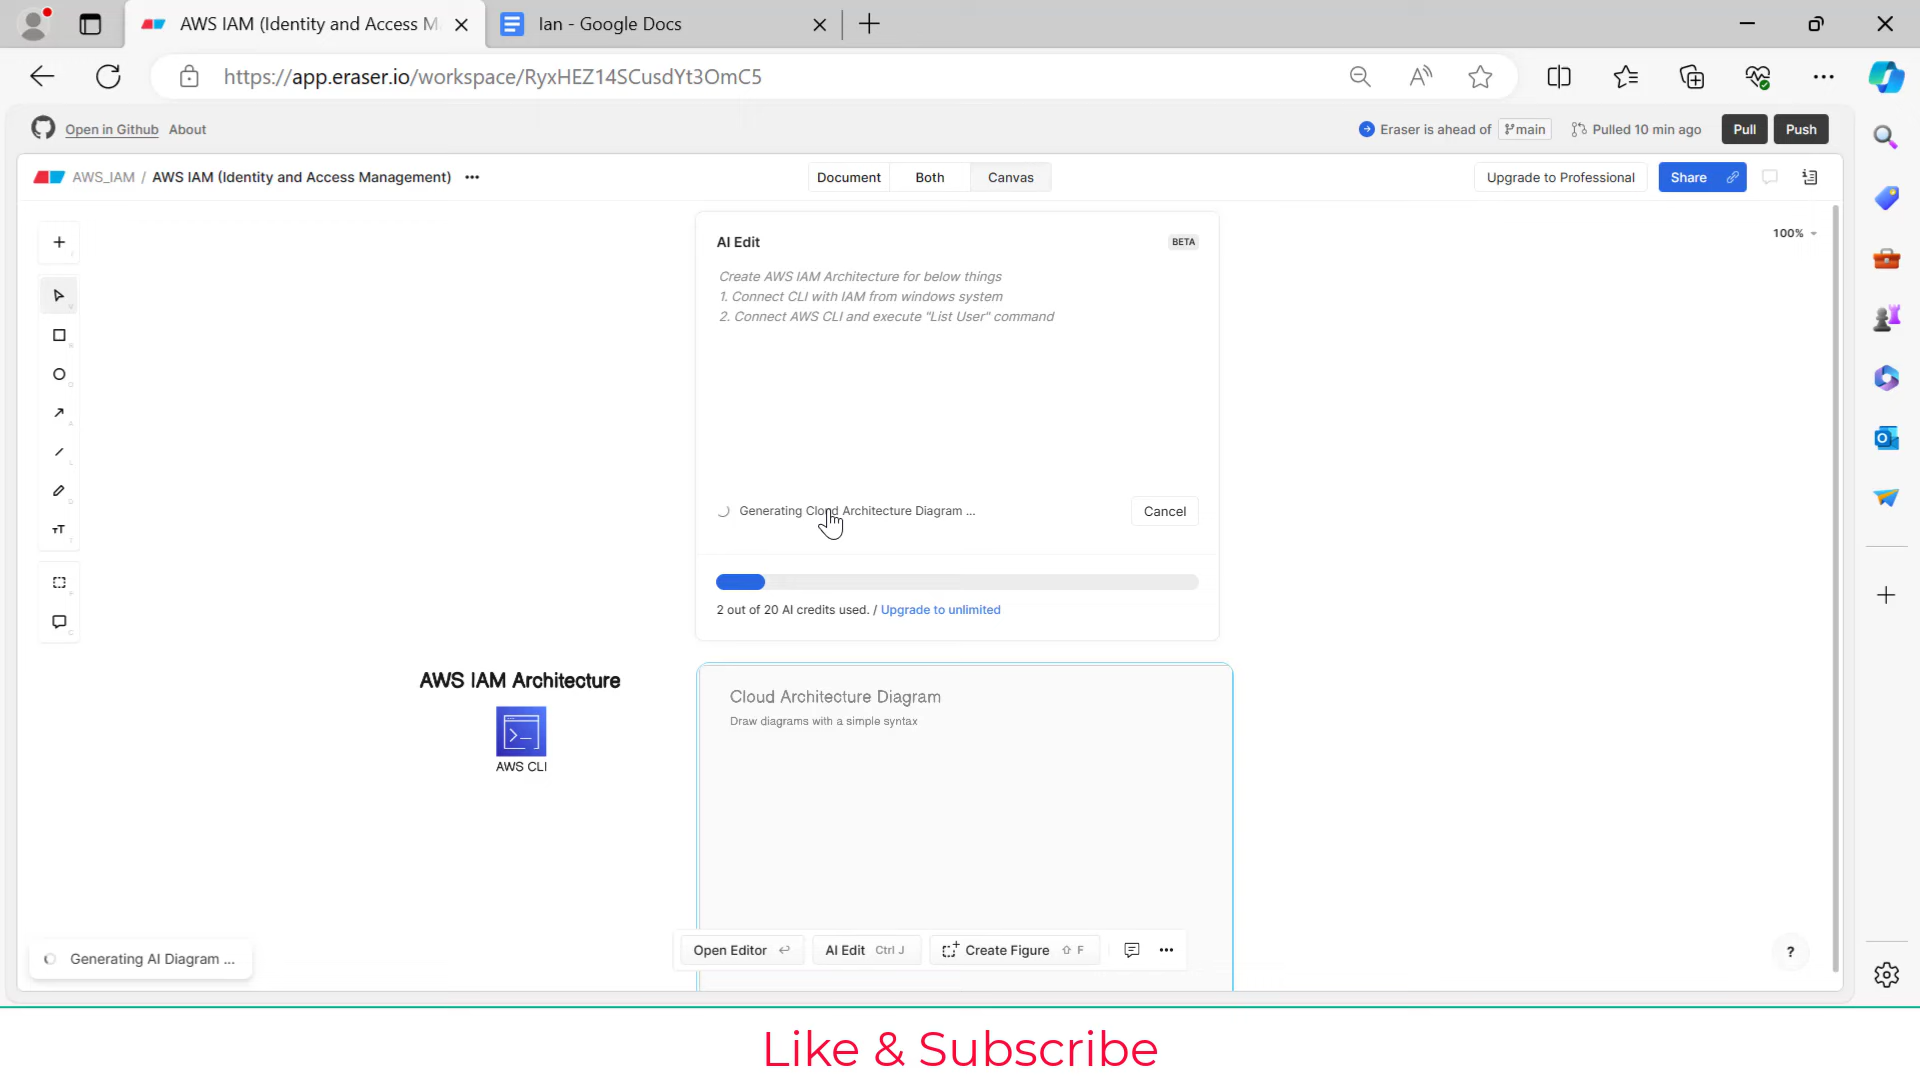 AWS IAM (Identity and Access M
Ian - Google Docs
https://app.eraser.io/workspace/RyxHEZ14SCusdYt3OmC5
Open in Github About
Eraser is ahead of main Pulled 10 min ago Pull Push
AWS_IAM / AWS IAM (Identity and Access Management) •••
Document Both Canvas
Upgrade to Professional Share
100%
AI Edit BETA
Create AWS IAM Architecture for below things
1. Connect CLI with IAM from windows system
2. Connect AWS CLI and execute "List User" command
Generating Cloud Architecture Diagram ...
Cancel
2 out of 20 AI credits used. / Upgrade to unlimited
AWS IAM Architecture
AWS CLI
Cloud Architecture Diagram
Draw diagrams with a simple syntax
Open Editor AI Edit Ctrl J Create Figure ⇧ F
Generating AI Diagram ...
?
Like & Subscribe